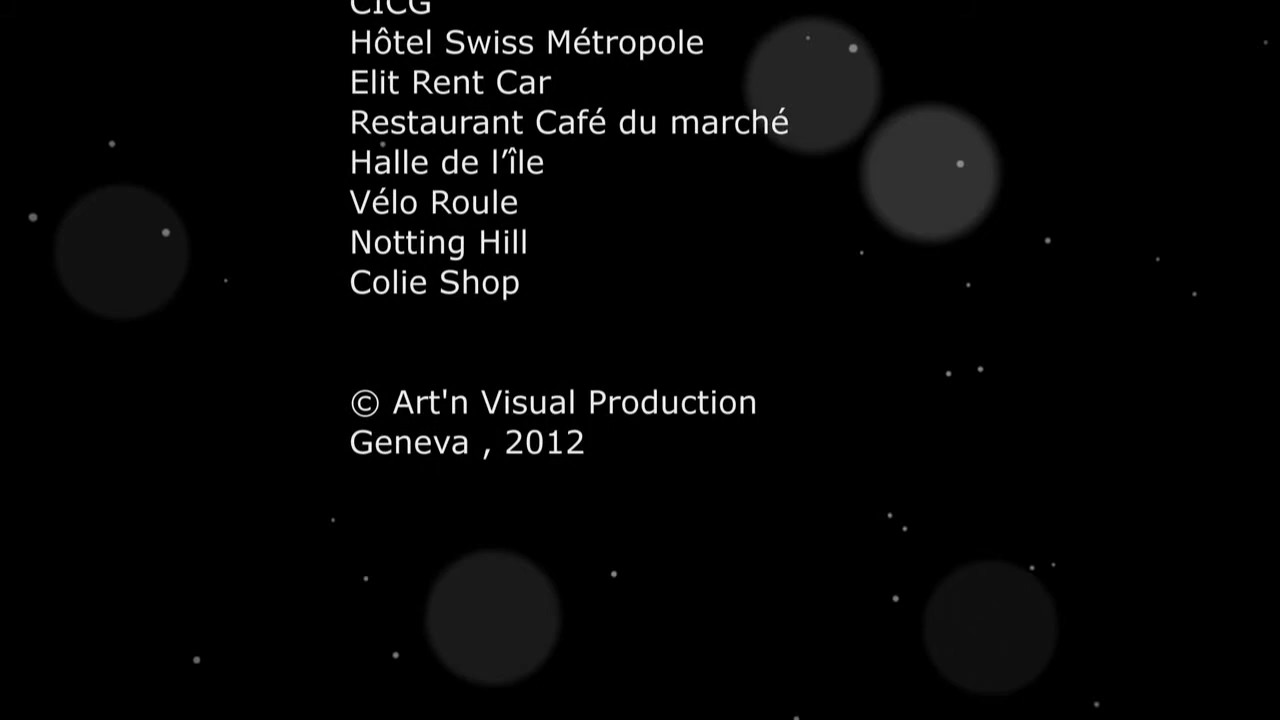 CICG
Hôtel Swiss Métropole
Elit Rent Car
Restaurant Café du marché
Halle de l’île
Vélo Roule
Notting Hill
Colie Shop
© Art'n Visual Production
Geneva , 2012